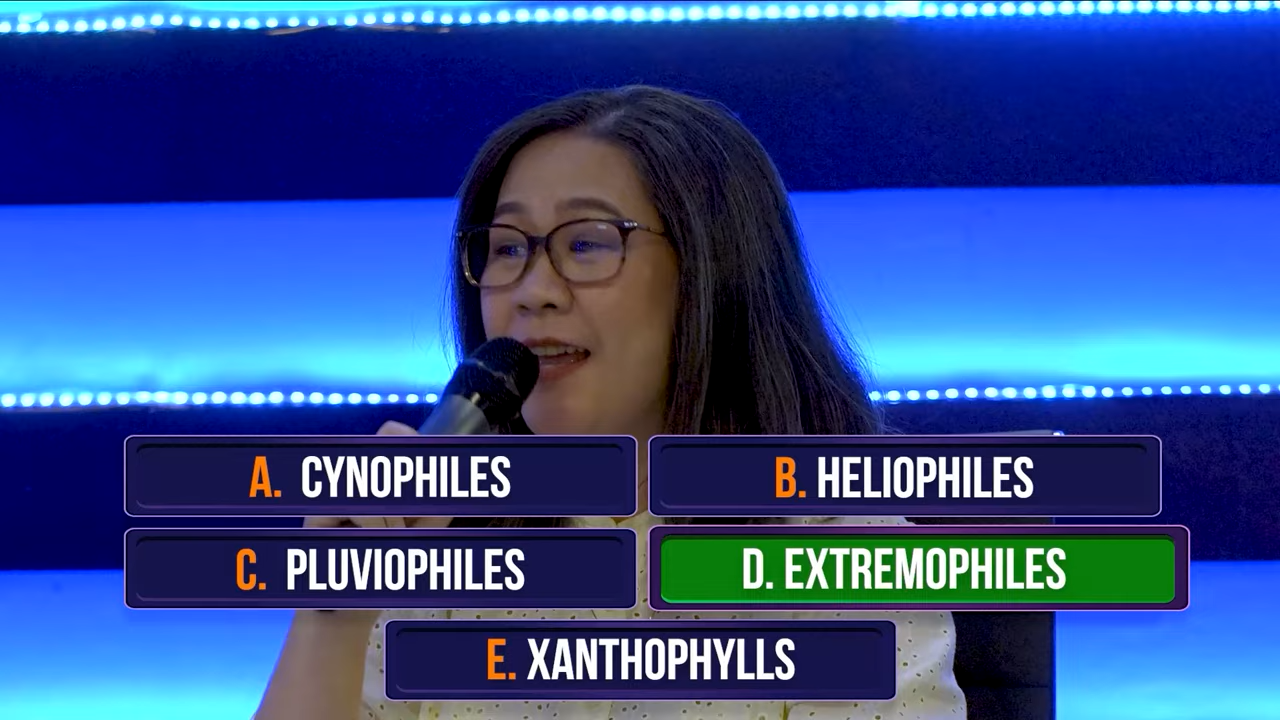 A. CYNOPHILES
B. HELIOPHILES
C. PLUVIOPHILES
D. EXTREMOPHILES
E. XANTHOPHYLLS